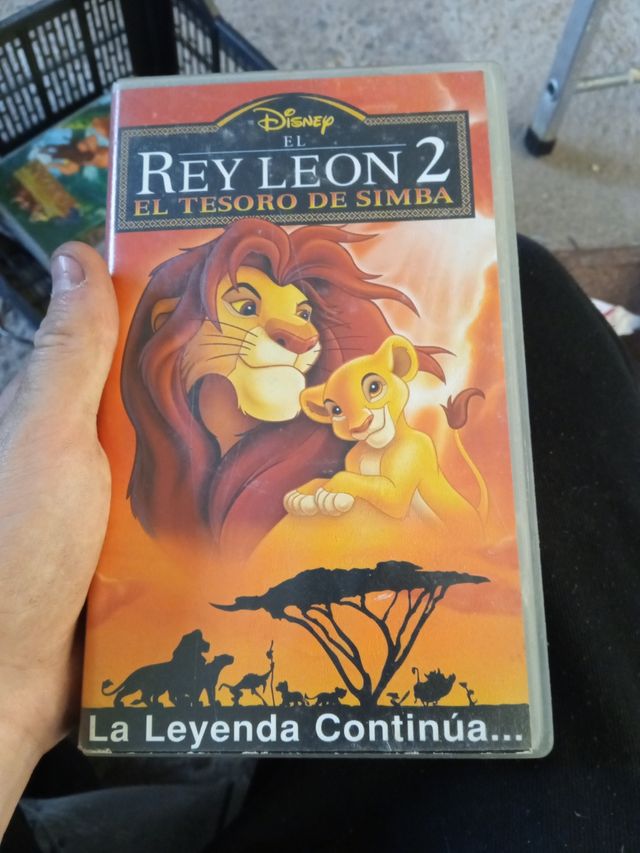 Disney
EL
REY LEON 2
EL TESORO DE SIMBA
La Leyenda Continúa...